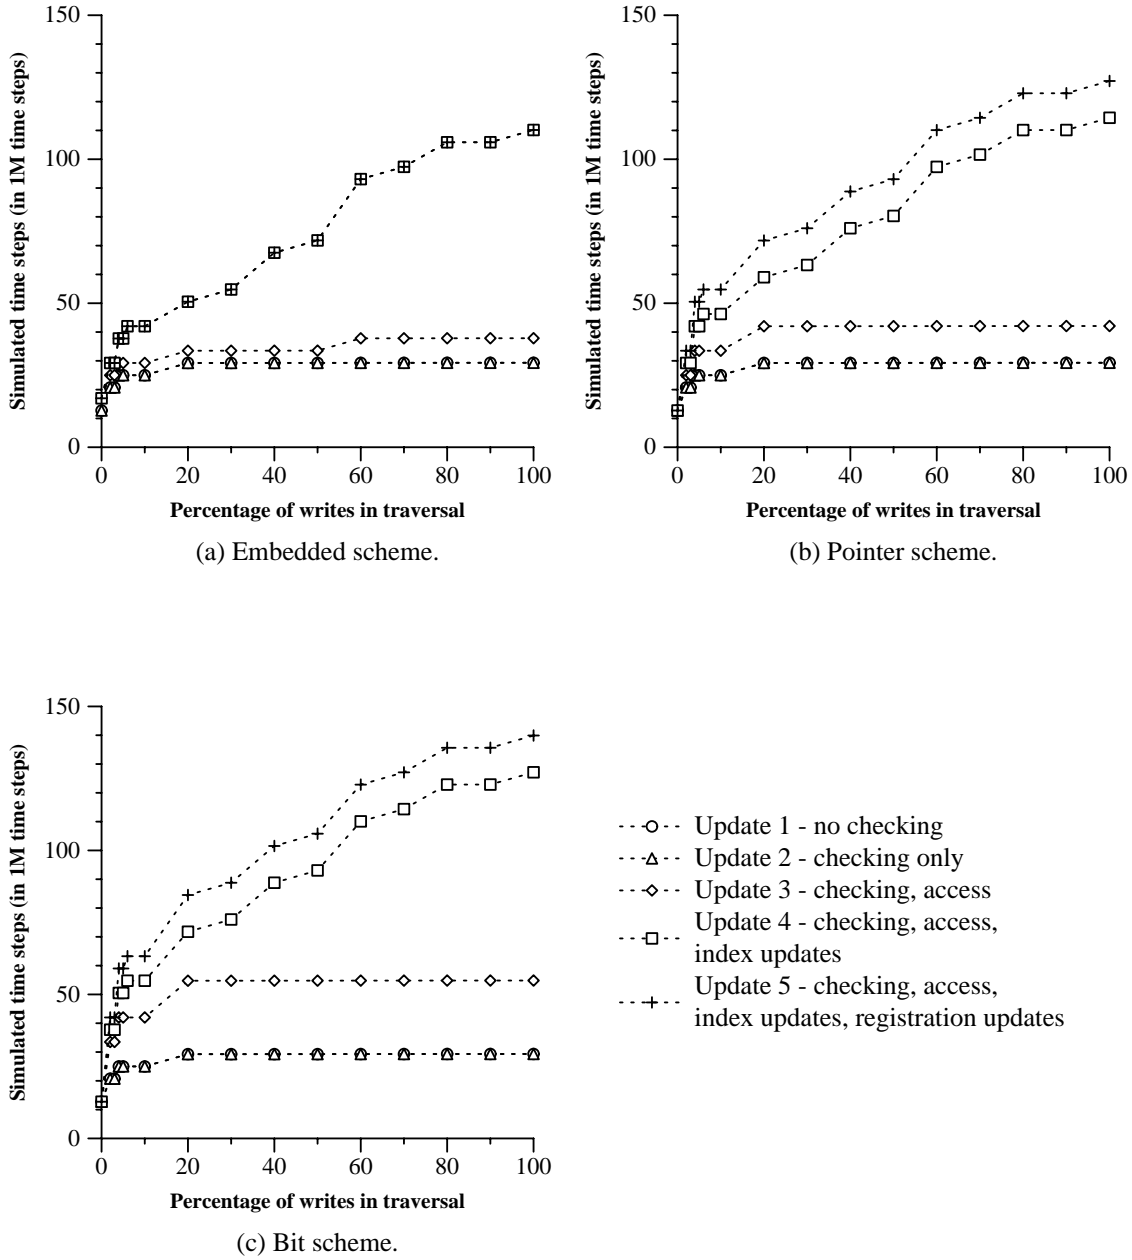 150
100
50
0
Simulated time steps (in 1M time steps)
0 20 40 60 80 100
Percentage of writes in traversal
(a) Embedded scheme.
150
100
50
0
Simulated time steps (in 1M time steps)
0 20 40 60 80 100
Percentage of writes in traversal
(b) Pointer scheme.
150
100
50
0
Simulated time steps (in 1M time steps)
0 20 40 60 80 100
Percentage of writes in traversal
(c) Bit scheme.
Update 1 - no checking
Update 2 - checking only
Update 3 - checking, access
Update 4 - checking, access,
index updates
Update 5 - checking, access,
index updates, registration updates